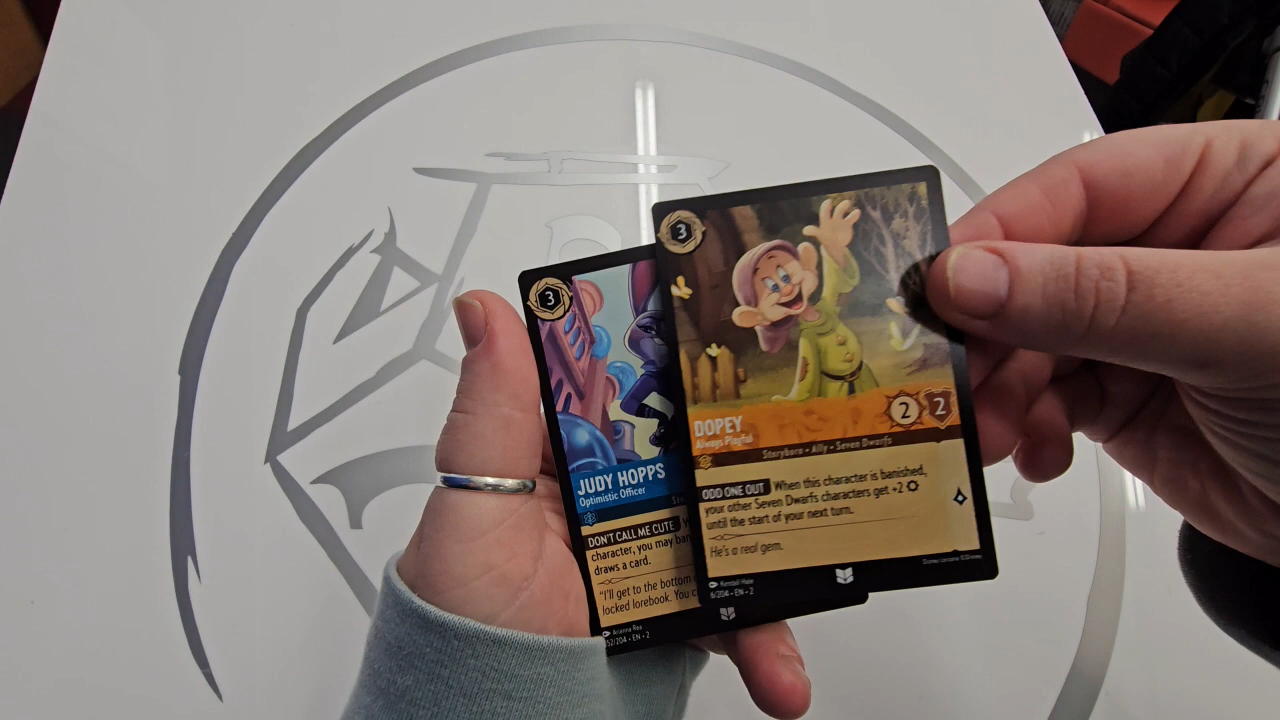 3
JUDY HOPPS
Optimistic Officer
DON'T CALL ME CUTE
character, you may
draws a card.
"I'll get to the bottom
locked lorebook. You
Arianna Rea
152/204 • EN • 2
3
DOPEY
Always Playful
2 2
Storyborn • Ally • Seven Dwarfs
ODD ONE OUT When this character is banished,
your other Seven Dwarfs characters get +2
until the start of your next turn.
He's a real gem.
Kendall Hale
6/204 • EN • 2